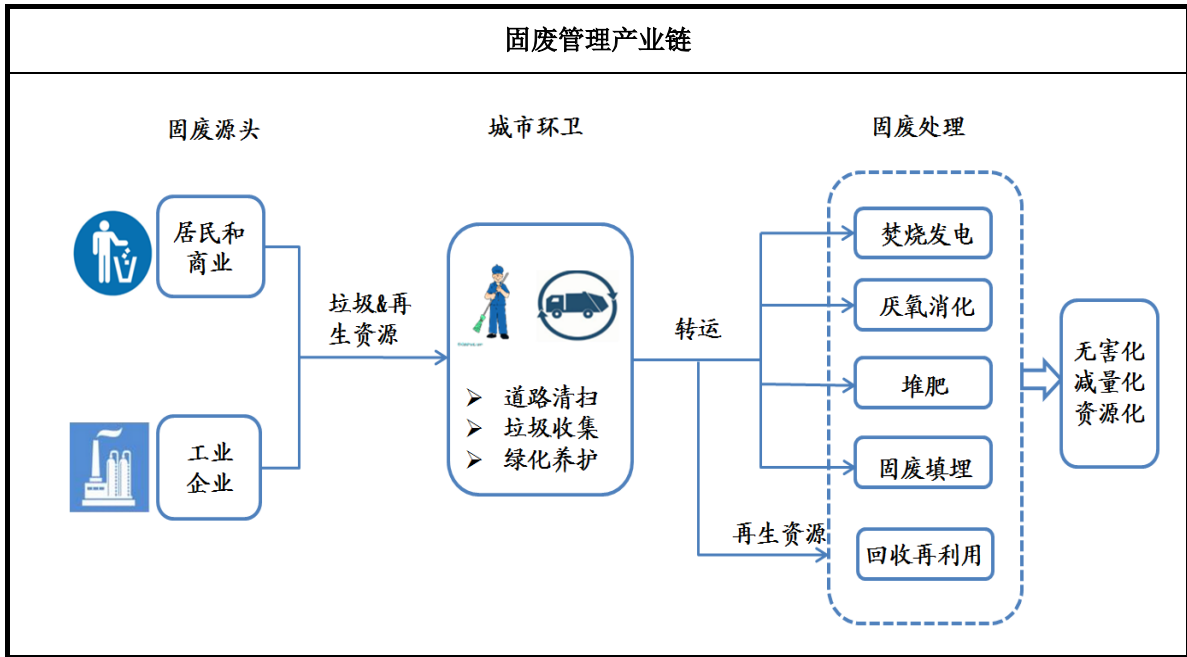 固废管理产业链
固废源头
城市环卫
固废处理
居民和
商业
工业
企业
垃圾&再
生资源
➢ 道路清扫
➢ 垃圾收集
➢ 绿化养护
转运
再生资源
焚烧发电
厌氧消化
堆肥
固废填埋
回收再利用
无害化
减量化
资源化